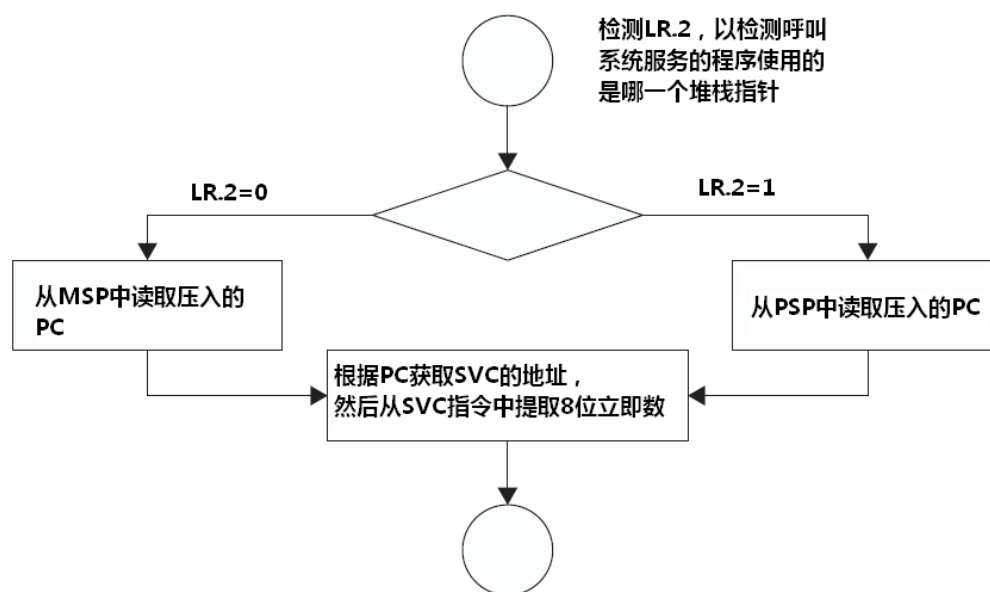 检测LR.2，以检测呼叫
系统服务的程序使用的
是哪一个堆栈指针
LR.2=0
LR.2=1
从MSP中读取压入的
PC
从PSP中读取压入的PC
根据PC获取SVC的地址，
然后从SVC指令中提取8位立即数